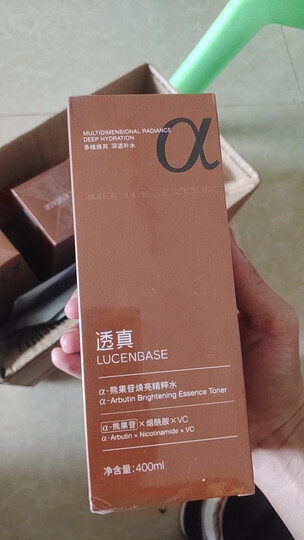 MULTIDIMENSIONAL RADIANCE
DEEP HYDRATION
多维焕亮 深透补水
α
透真
LUCENBASE
α-熊果苷焕亮精粹水
α-Arbutin Brightening Essence Toner
α-熊果苷×烟酰胺×VC
α-Arbutin × Nicotinamide × VC
净含量:400ml